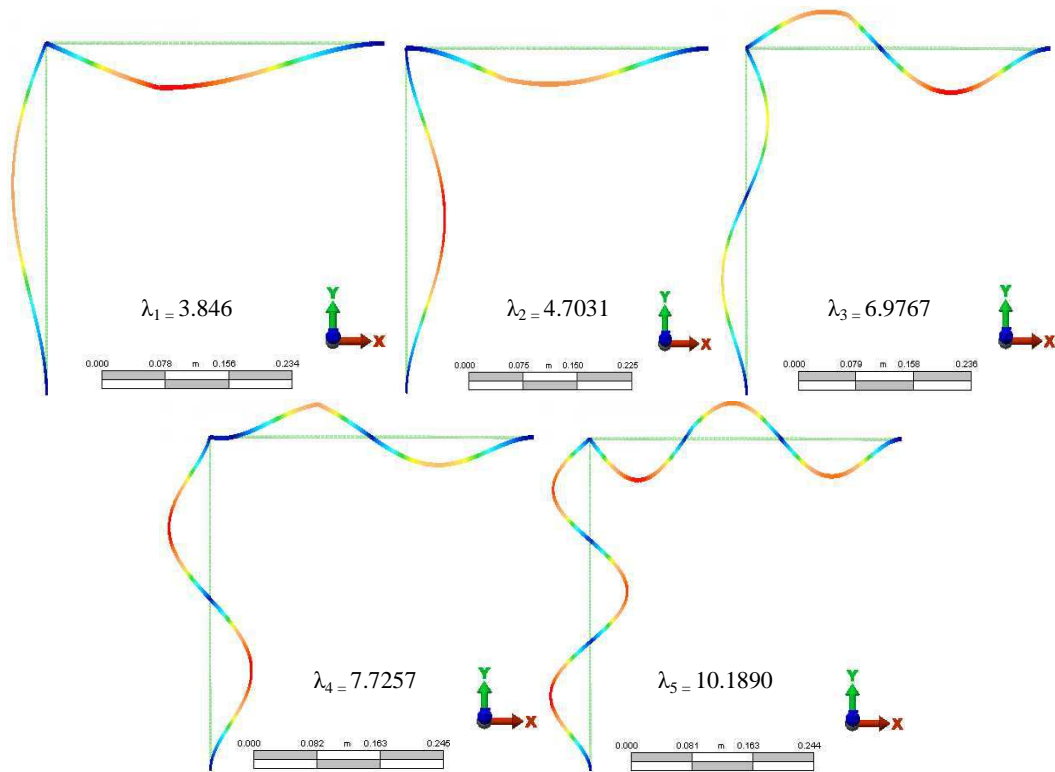 λ1 = 3.846
Y
X
0.000 0.078 m 0.156 0.234
λ2 = 4.7031
Y
X
0.000 0.075 m 0.150 0.225
λ3 = 6.9767
Y
X
0.000 0.079 m 0.158 0.236
λ4 = 7.7257
Y
X
0.000 0.082 m 0.163 0.245
λ5 = 10.1890
Y
X
0.000 0.081 m 0.163 0.244